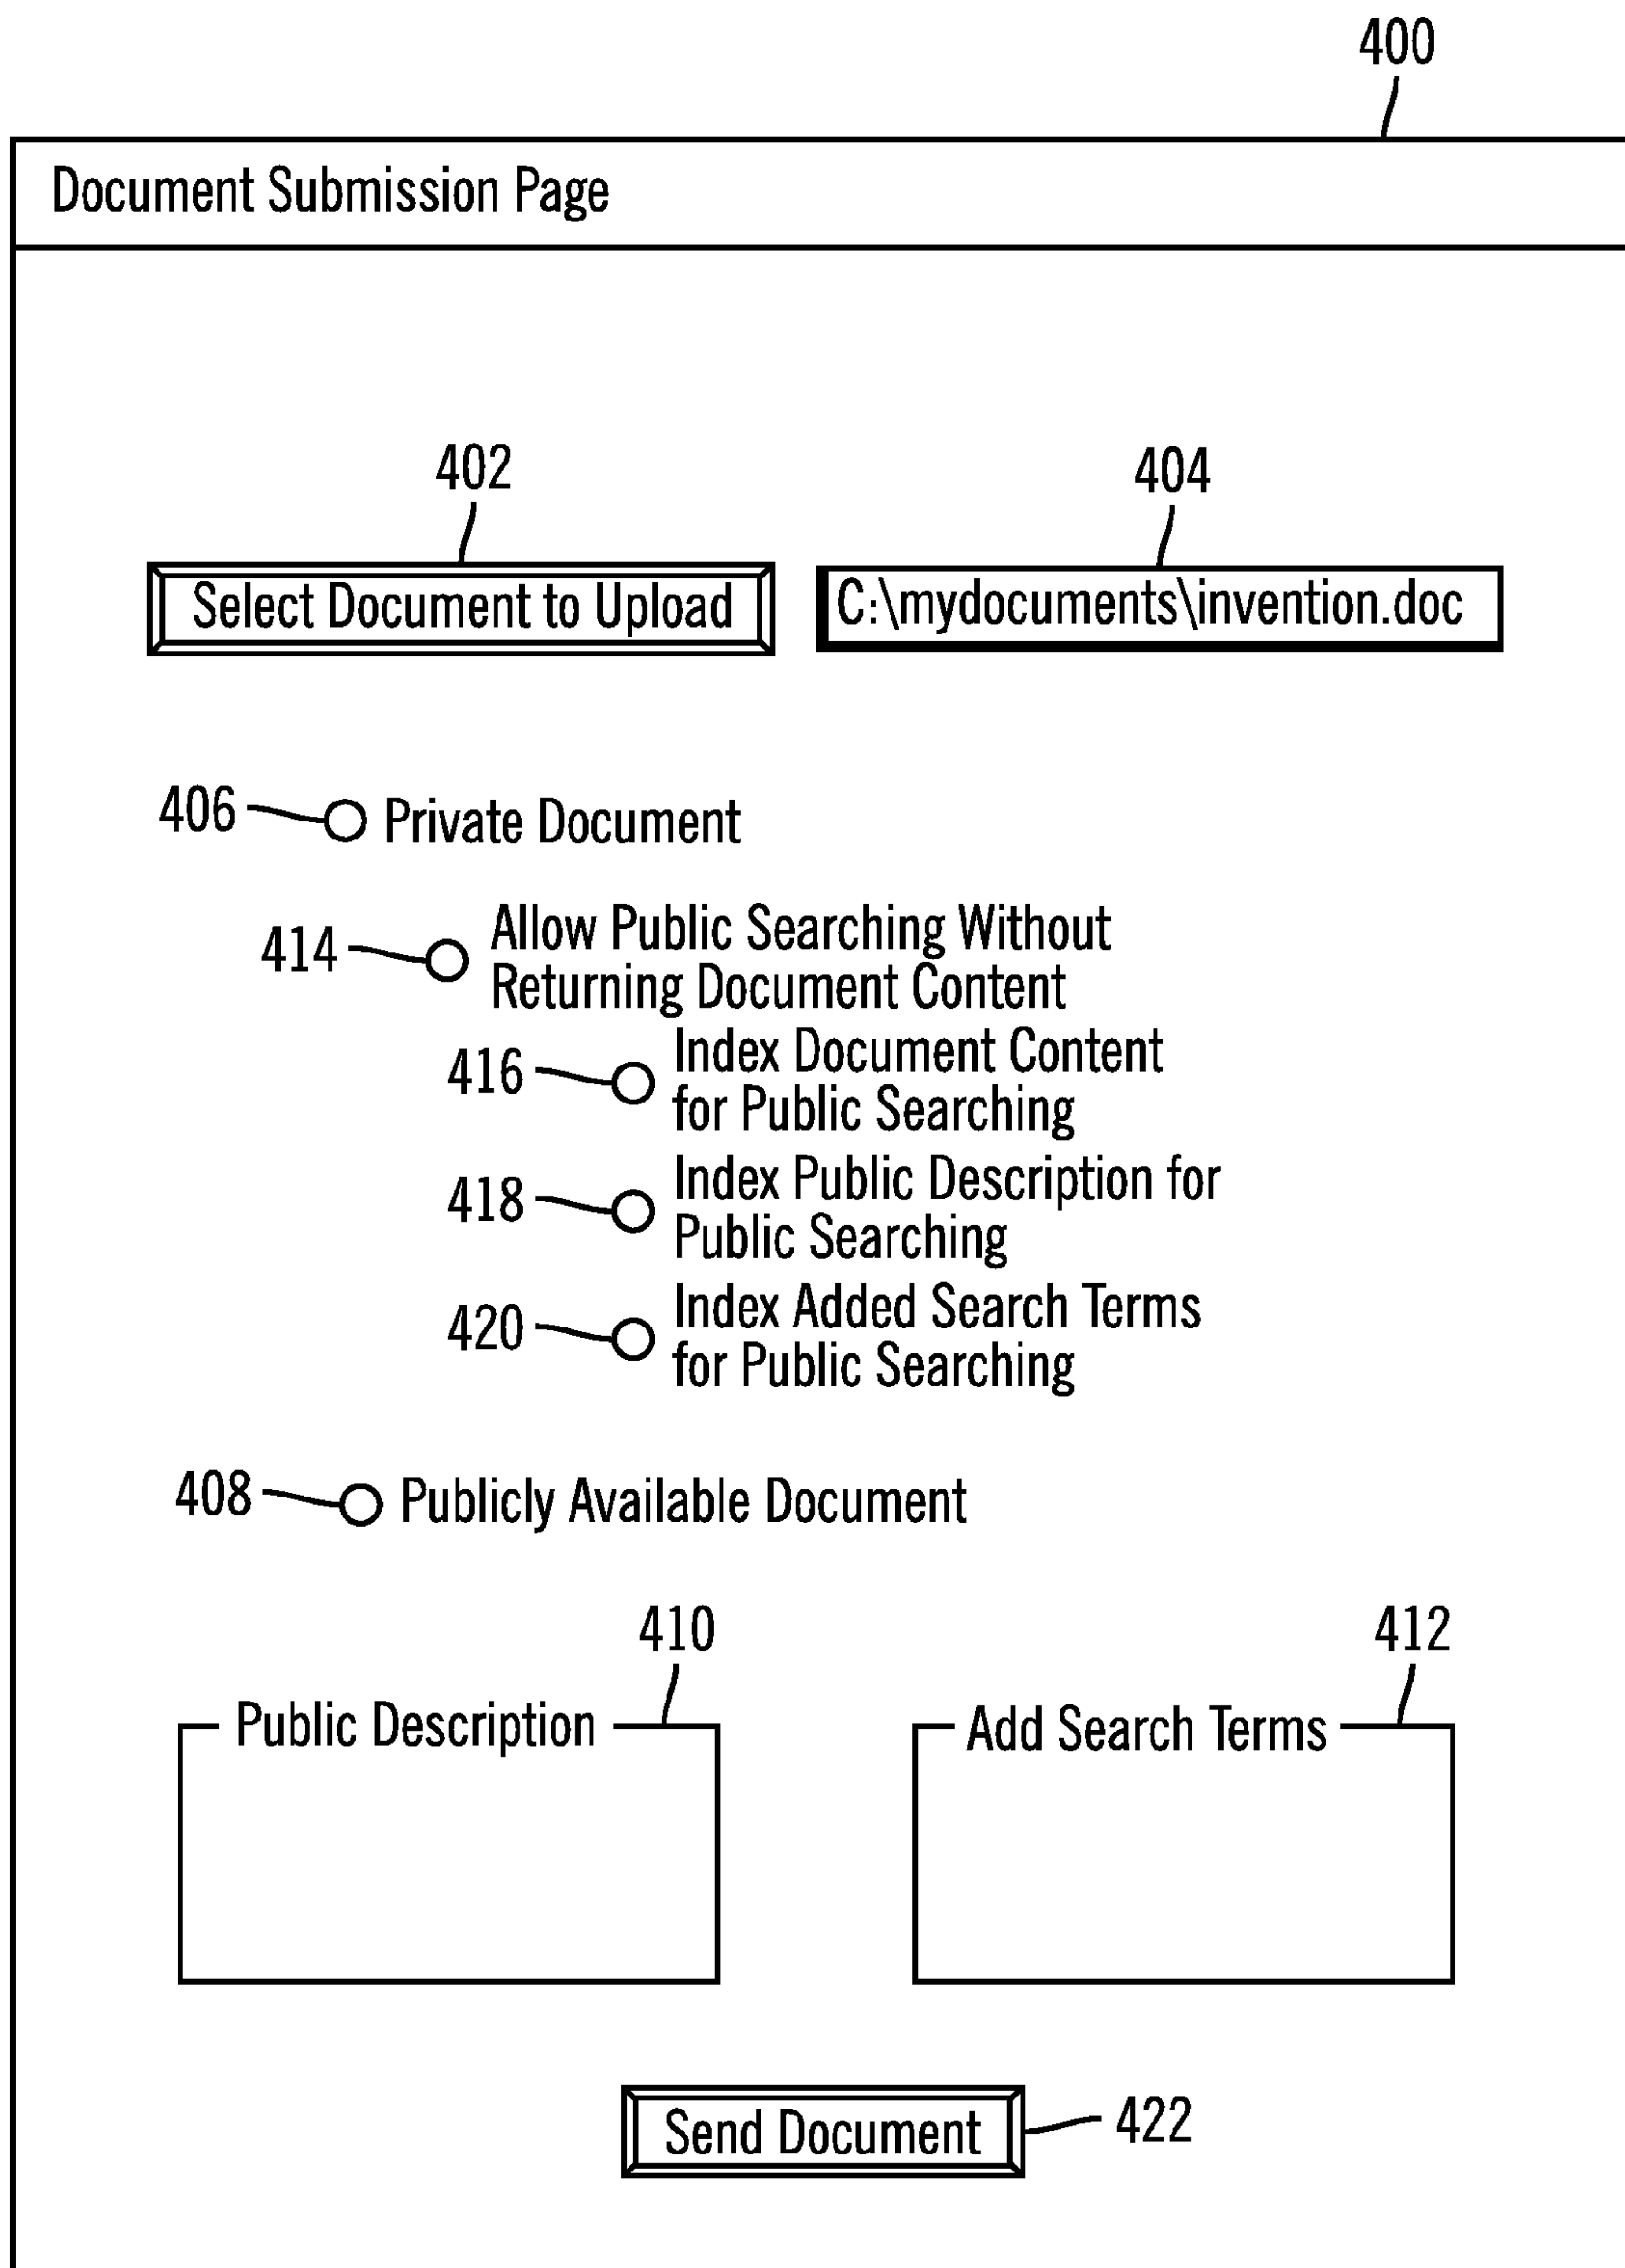 400
Document Submission Page
402
404
Select Document to Upload
C:\mydocuments\invention.doc
406
Private Document
414
Allow Public Searching Without
Returning Document Content
416
Index Document Content
for Public Searching
418
Index Public Description for
Public Searching
420
Index Added Search Terms
for Public Searching
408
Publicly Available Document
410
412
Public Description
Add Search Terms
Send Document
422